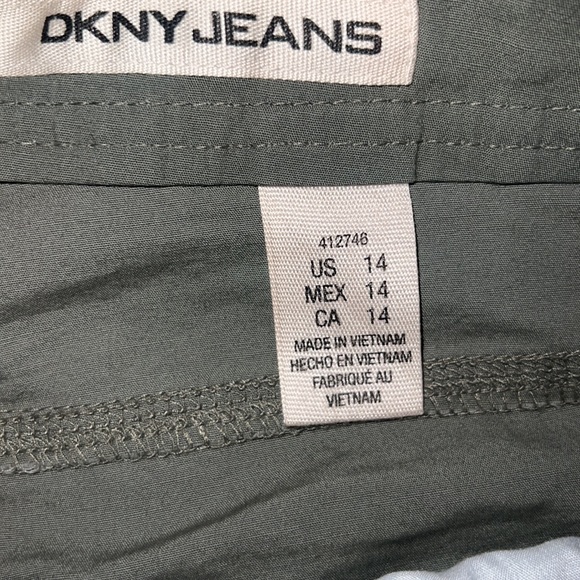 DKNY JEANS
412746
US 14
MEX 14
CA 14
MADE IN VIETNAM
HECHO EN VIETNAM
FABRIQUÉ AU
VIETNAM